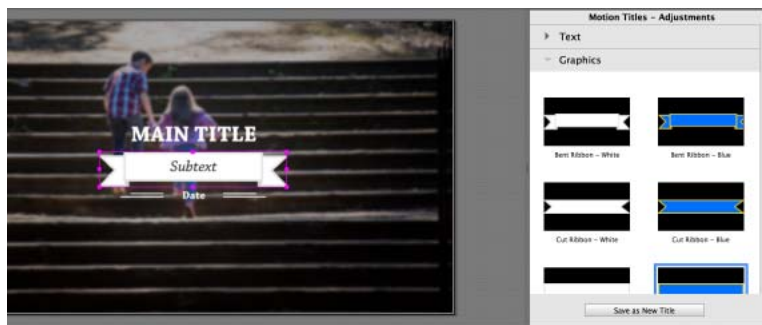 Motion Titles – Adjustments
Text
Graphics
MAIN TITLE
Subtext
Date
Bent Ribbon – White
Bent Ribbon – Blue
Cut Ribbon – White
Cut Ribbon – Blue
Save as New Title